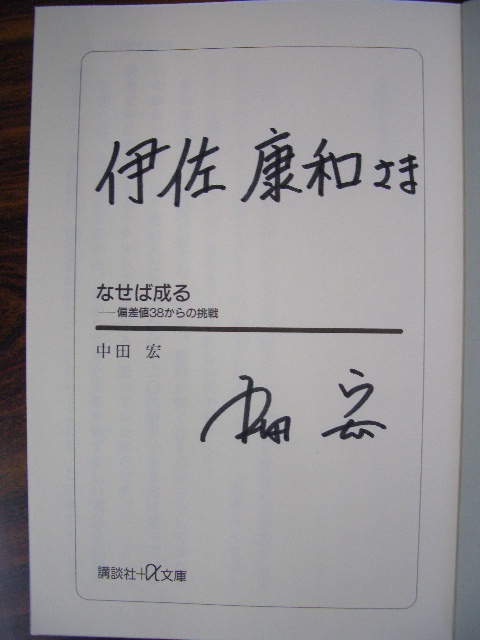 伊佐 康和 さま
なせば成る
──偏差値38からの挑戦
中田 宏
中田 宏
講談社+α文庫